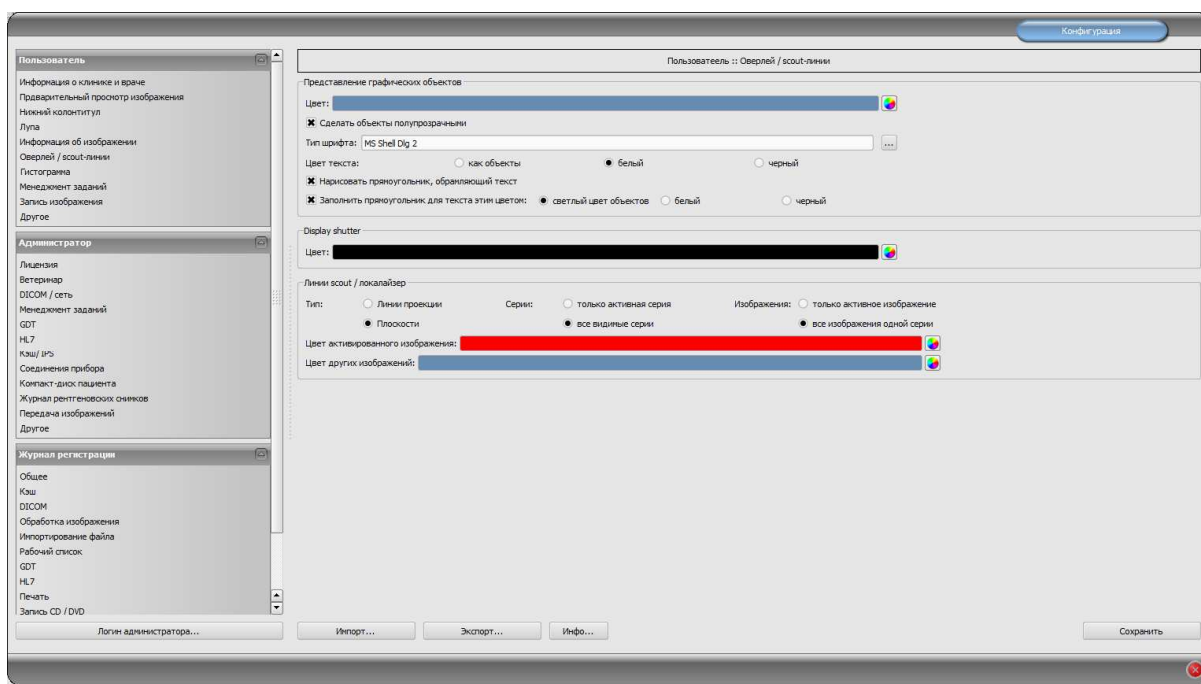 Конфигурация
Пользователь
Информация о клинике и враче
Прдварительный просмотр изображения
Нижний колонтитул
Лупа
Информация об изображении
Оверлей / scout-линии
Гистограмма
Менеджмент заданий
Запись изображения
Другое
Администратор
Лицензия
Ветеринар
DICOM / сеть
Менеджмент заданий
GDT
HL7
Кэш/ IPS
Соединения прибора
Компакт-диск пациента
Журнал рентгеновских снимков
Передача изображений
Другое
Журнал регистрации
Общее
Кэш
DICOM
Обработка изображения
Импортирование файла
Рабочий список
GDT
HL7
Печать
Запись CD / DVD
Логин администратора...
Пользоватеель :: Оверлей / scout-линии
Представление графических объектов
Цвет:
Сделать объекты полупрозрачными
Тип шрифта: MS Shell Dlg 2 ...
Цвет текста: как объекты белый черный
Нарисовать прямоугольник, обрамляющий текст
Заполнить прямоугольник для текста этим цветом: светлый цвет объектов белый черный
Display shutter
Цвет:
Линии scout / локалайзер
Тип: Линии проекции Серии: только активная серия Изображения: только активное изображение
Плоскости все видимые серии все изображения одной серии
Цвет активированного изображения:
Цвет других изображений:
Импорт... Экспорт... Инфо... Сохранить